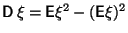 D ξ = Eξ² − (Eξ)²